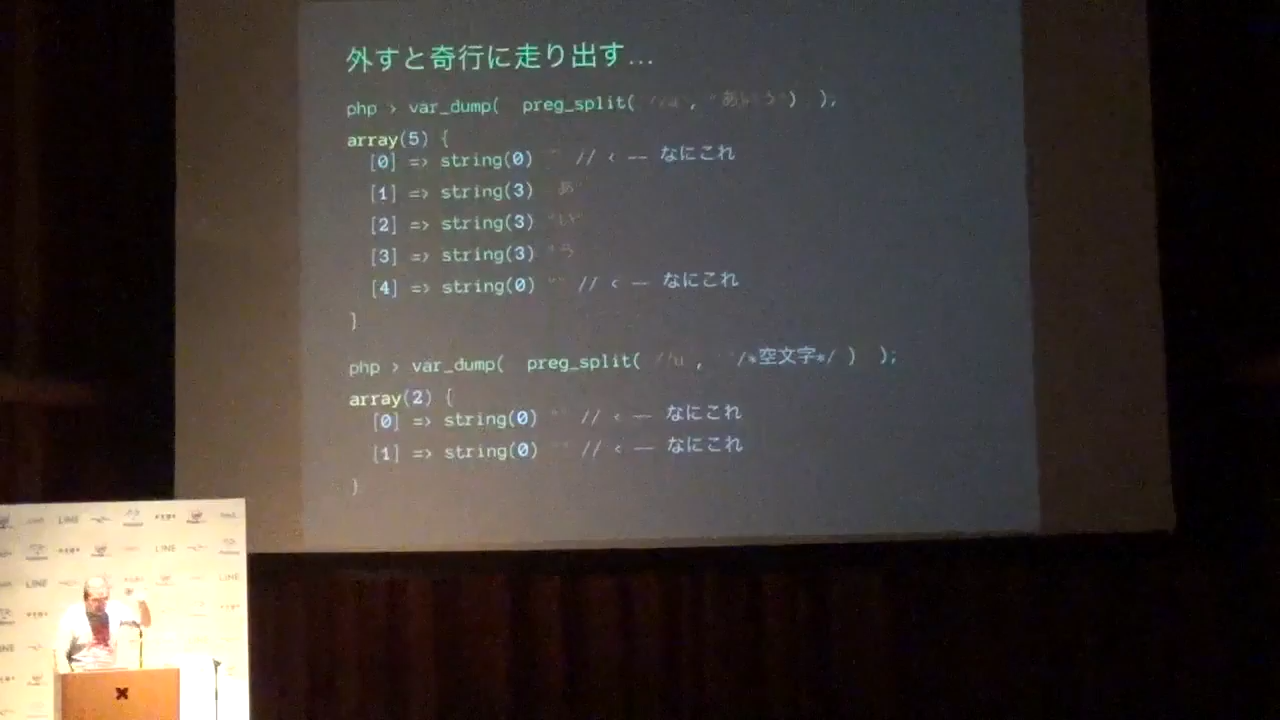 外すと奇行に走り出す...
php > var_dump( preg_split( "//u", "あいう") );
array(5) {
[0] => string(0) "" // < -- なにこれ
[1] => string(3) "あ"
[2] => string(3) "い"
[3] => string(3) "う"
[4] => string(0) "" // < -- なにこれ
}
php > var_dump( preg_split( "//u", "" /*空文字*/ ) );
array(2) {
[0] => string(0) "" // < -- なにこれ
[1] => string(0) "" // < -- なにこれ
}
LINE
LINE
LINE
LINE